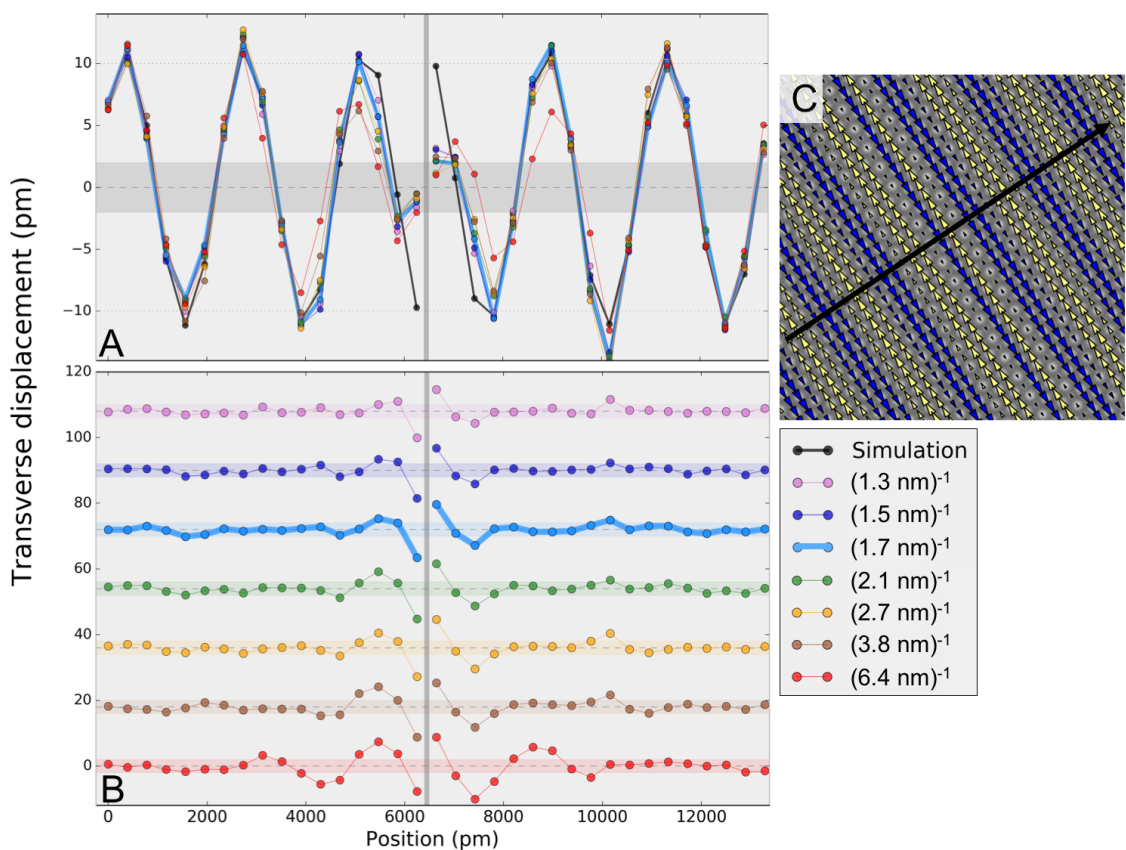 Transverse displacement (pm)
10
5
0
−5
−10
A
120
100
80
60
40
20
0
B
0 2000 4000 6000 8000 10000 12000
Position (pm)
C
Simulation
(1.3 nm)⁻¹
(1.5 nm)⁻¹
(1.7 nm)⁻¹
(2.1 nm)⁻¹
(2.7 nm)⁻¹
(3.8 nm)⁻¹
(6.4 nm)⁻¹